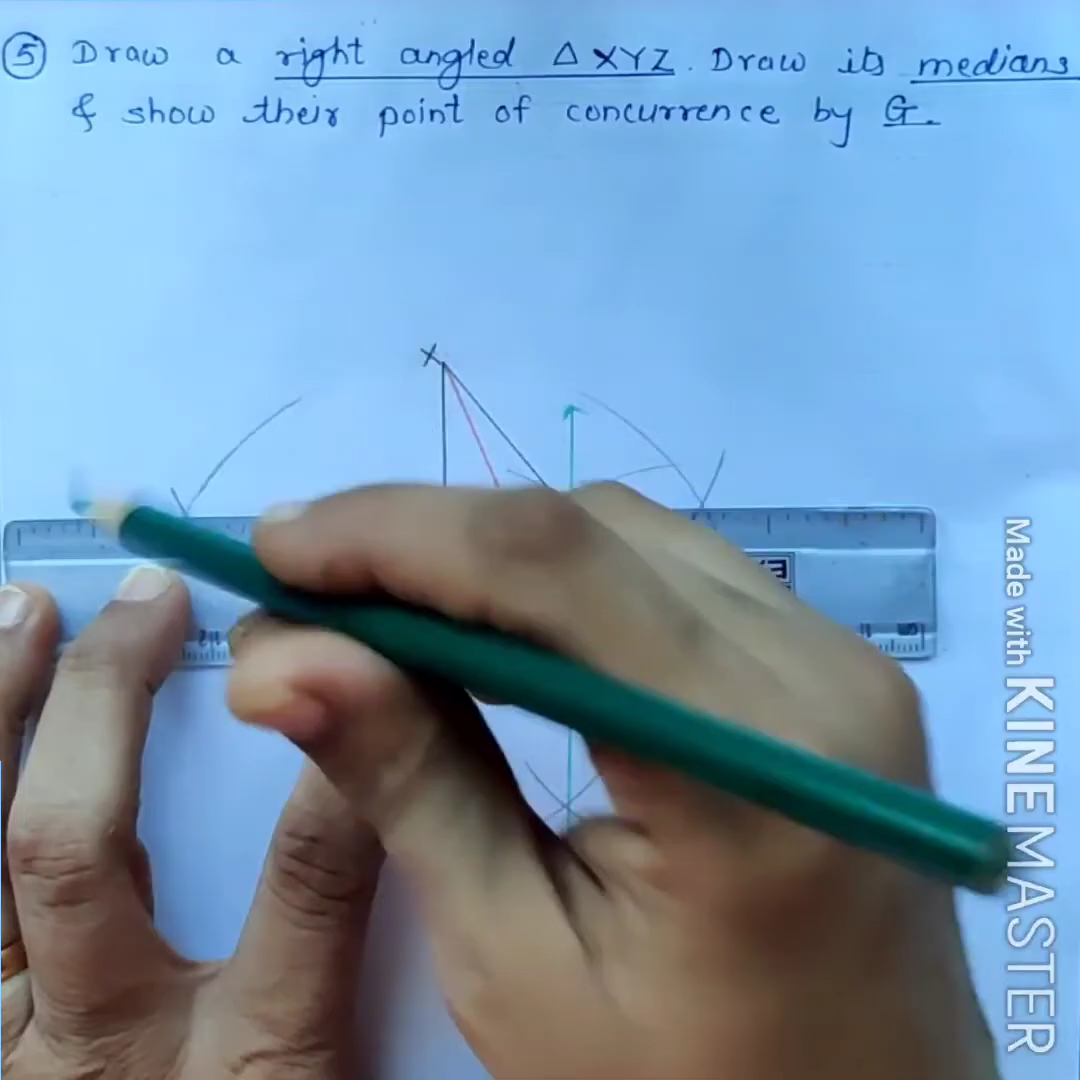 ⑤ Draw a right angled △XYZ. Draw its medians
& show their point of concurrence by G.
X
Made with KINEMASTER